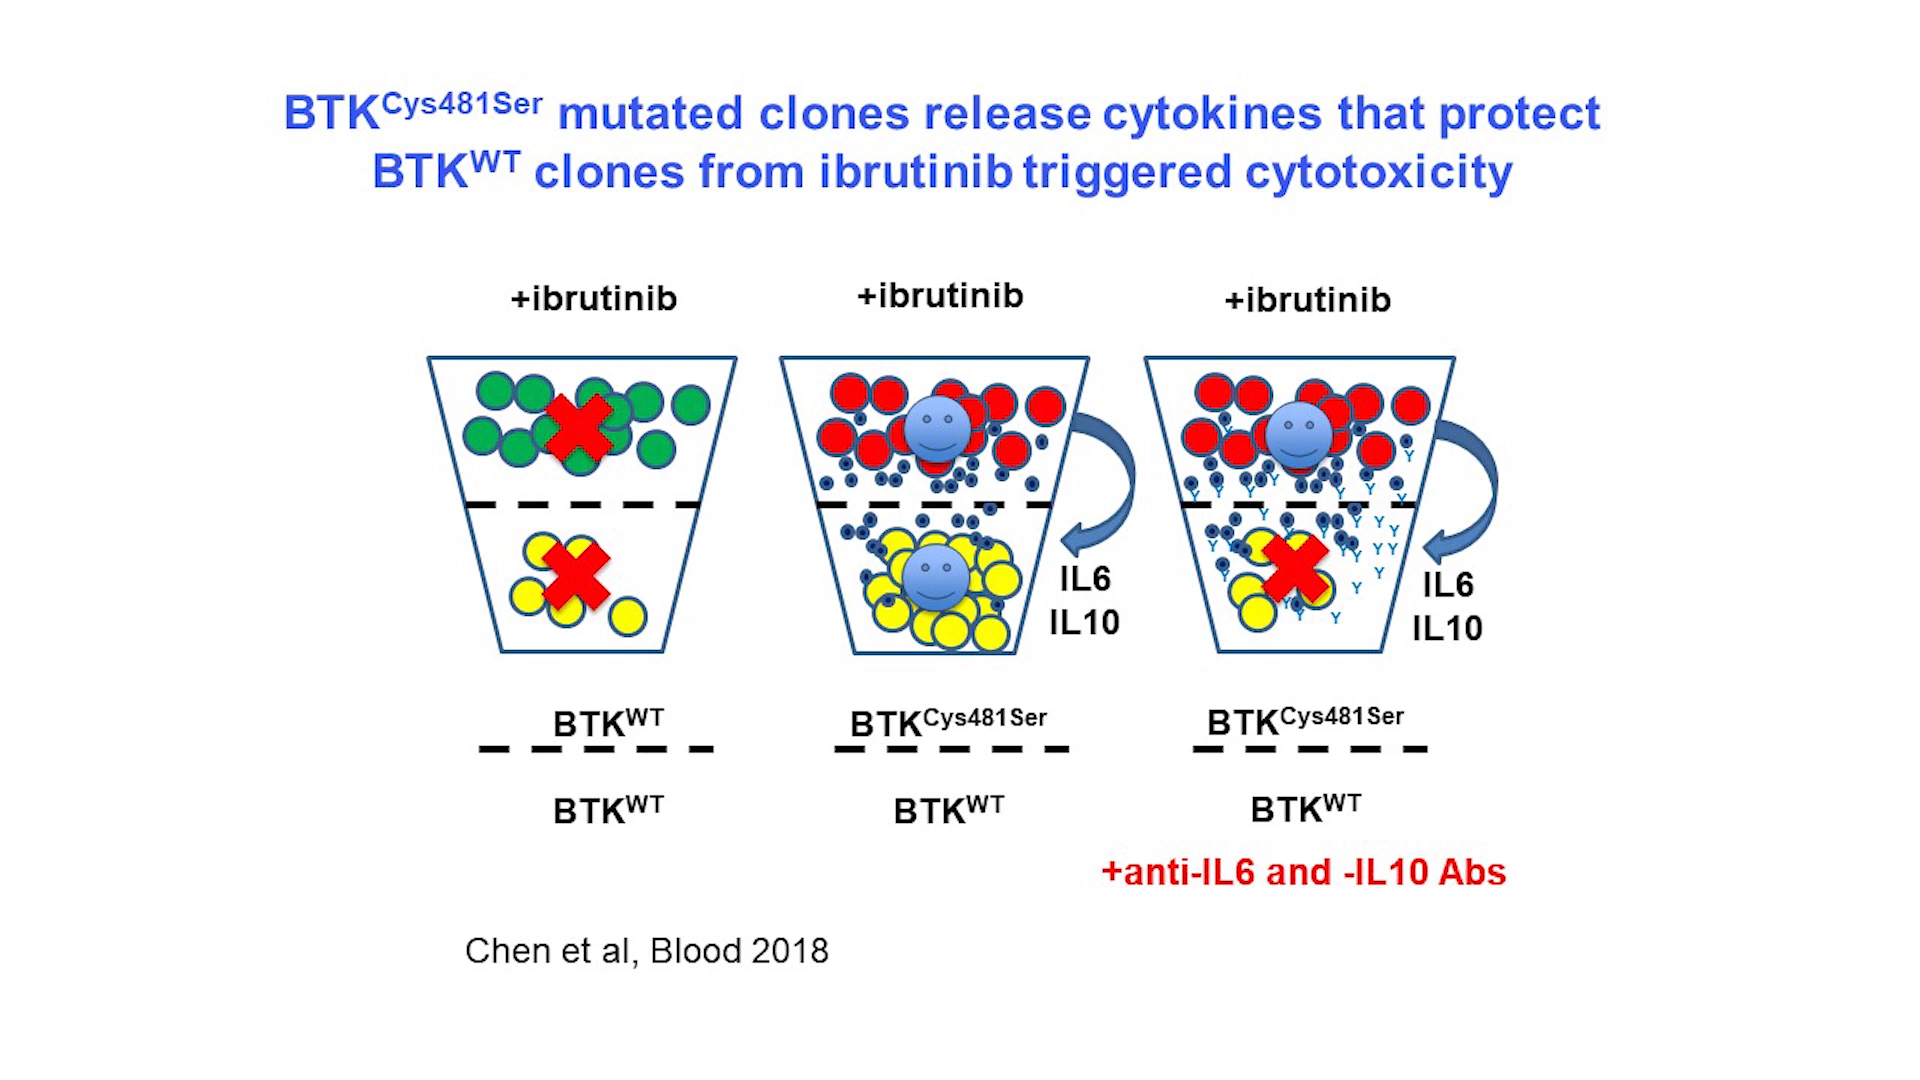 BTKCys481Ser mutated clones release cytokines that protect
BTKWT clones from ibrutinib triggered cytotoxicity
+ibrutinib
+ibrutinib
+ibrutinib
IL6
IL10
IL6
IL10
BTKWT
BTKWT
BTKCys481Ser
BTKWT
BTKCys481Ser
BTKWT
+anti-IL6 and -IL10 Abs
Chen et al, Blood 2018